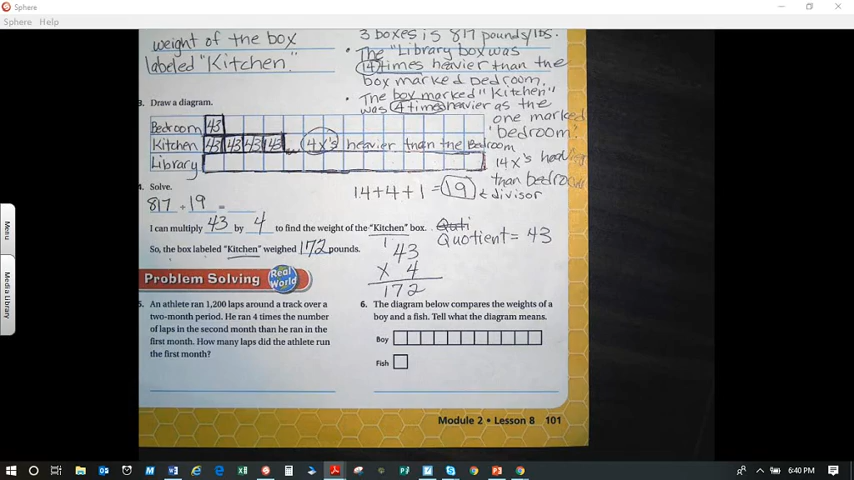 Sphere
Sphere Help
weight of the box
labeled "Kitchen."
3 boxes is 817 pounds/lbs.
• The "Library box was
14 times heavier than the
box marked bedroom.
• The box marked "Kitchen"
was 4 times heavier as the
one marked
"bedroom".
3. Draw a diagram.
Bedroom 43
Kitchen 43 43 43 43 4x's heavier than the Bedroom
Library
14x's heavier
than bedroom
4. Solve.
14+4+1 = 19 ← divisor
817 ÷ 19 =
I can multiply 43 by 4 to find the weight of the "Kitchen" box.
Quotient = 43
So, the box labeled "Kitchen" weighed 172 pounds.
1
43
x 4
172
Problem Solving Real World
5. An athlete ran 1,200 laps around a track over a
two-month period. He ran 4 times the number
of laps in the second month than he ran in the
first month. How many laps did the athlete run
the first month?
6. The diagram below compares the weights of a
boy and a fish. Tell what the diagram means.
Boy
Fish
Module 2 • Lesson 8 101
Menu
Media Library
6:40 PM